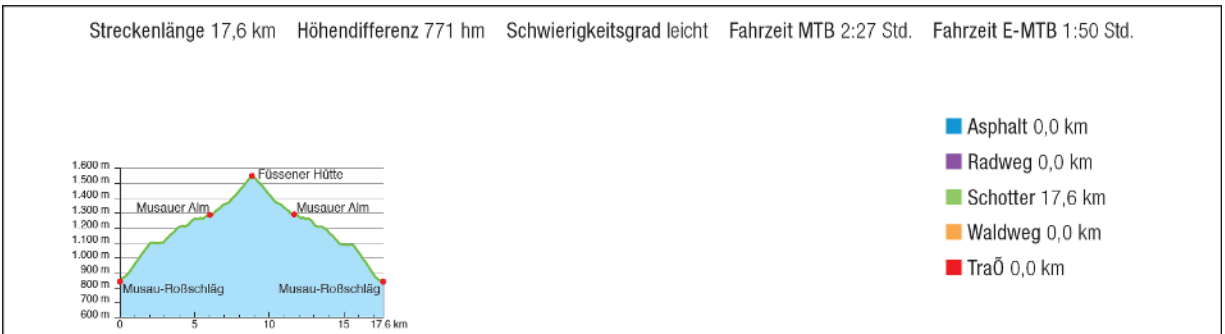 Streckenlänge 17,6 km Höhendifferenz 771 hm Schwierigkeitsgrad leicht Fahrzeit MTB 2:27 Std. Fahrzeit E-MTB 1:50 Std.
Asphalt 0,0 km
Radweg 0,0 km
Schotter 17,6 km
Waldweg 0,0 km
TraÕ 0,0 km
1.600 m
1.500 m
1.400 m
1.300 m
1.200 m
1.100 m
1.000 m
900 m
800 m
700 m
600 m
Füssener Hütte
Musauer Alm Musauer Alm
Musau-Roßschläg Musau-Roßschläg
0 5 10 15 17 6 km